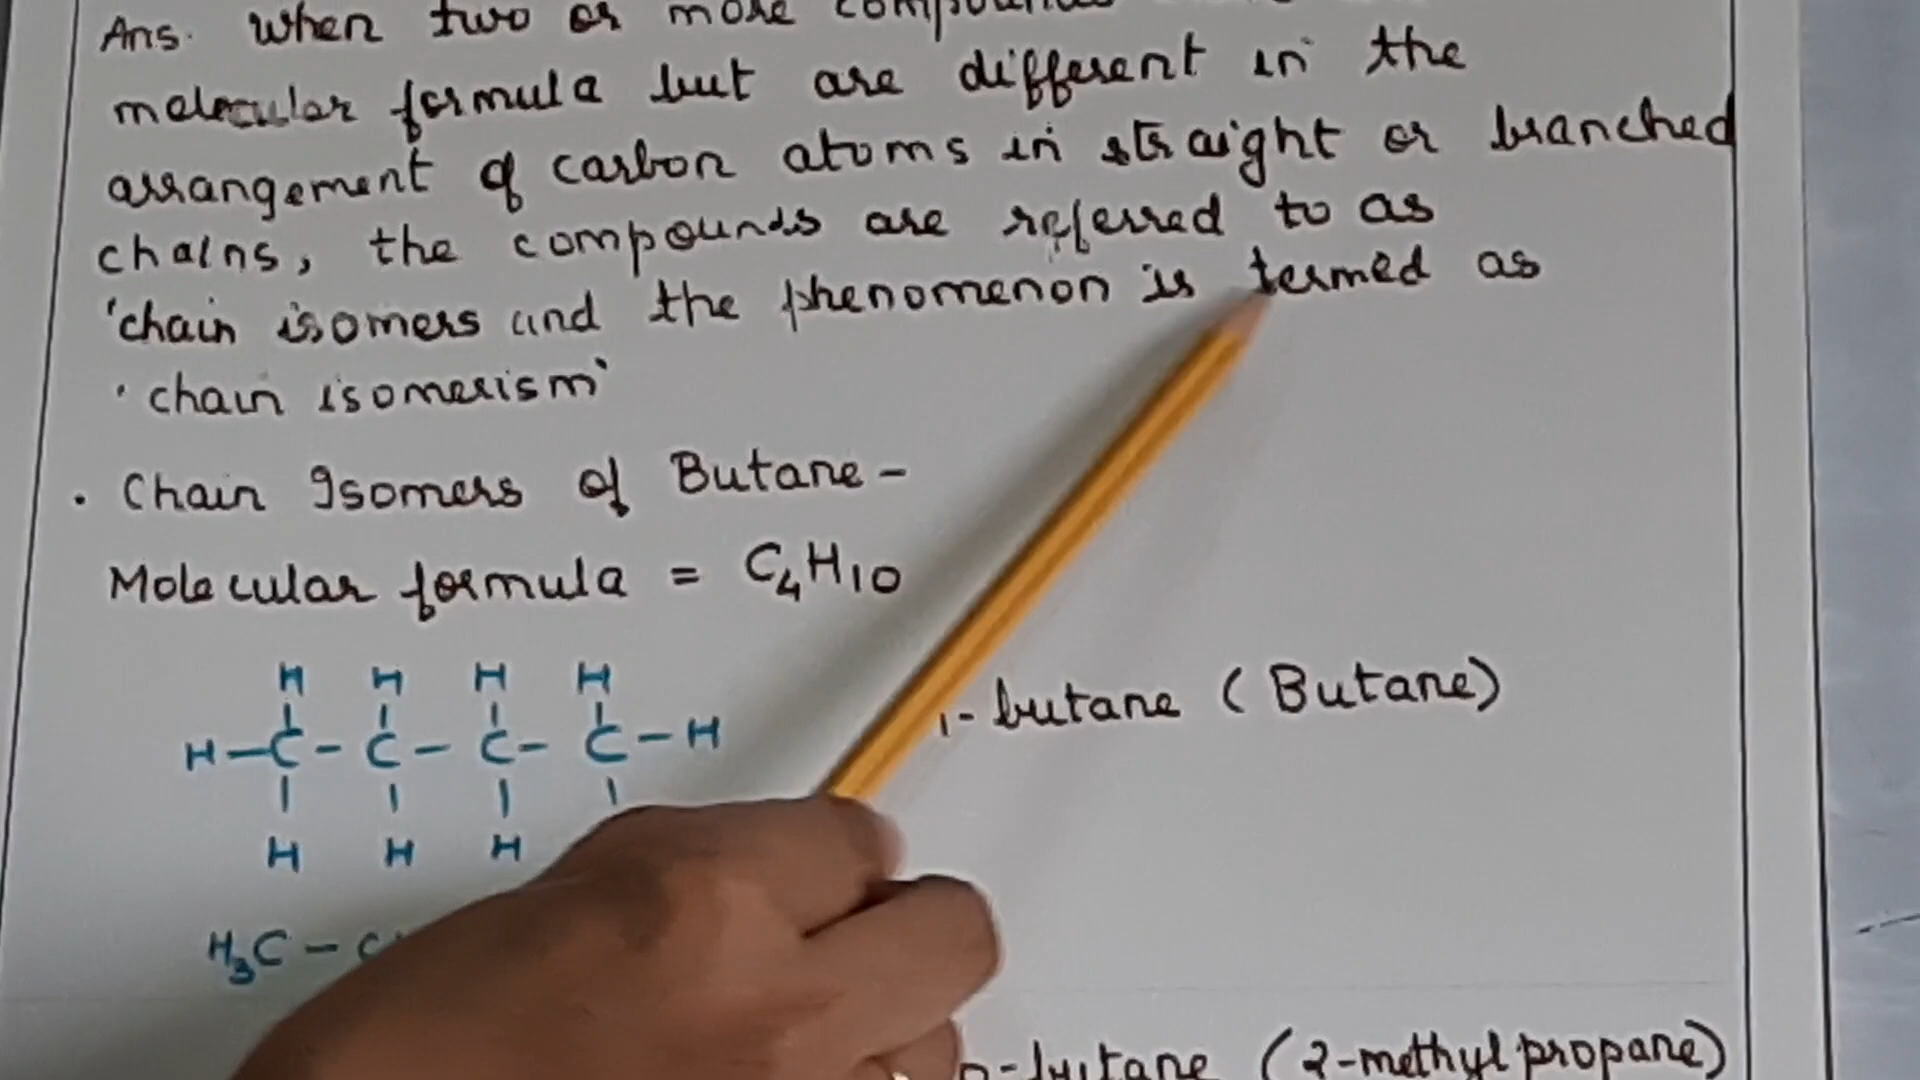 Ans. When two or more compounds
molecular formula but are different in the
arrangement of carbon atoms in straight or branched
chains, the compounds are referred to as
'chain isomers and the phenomenon is termed as
'chain isomerism'
. Chain Isomers of Butane -
Molecular formula = C4H10
H H H H
H-C-C-C-C-H
-butane (Butane)
H H H
H3C-
-butane (2-methyl propane)